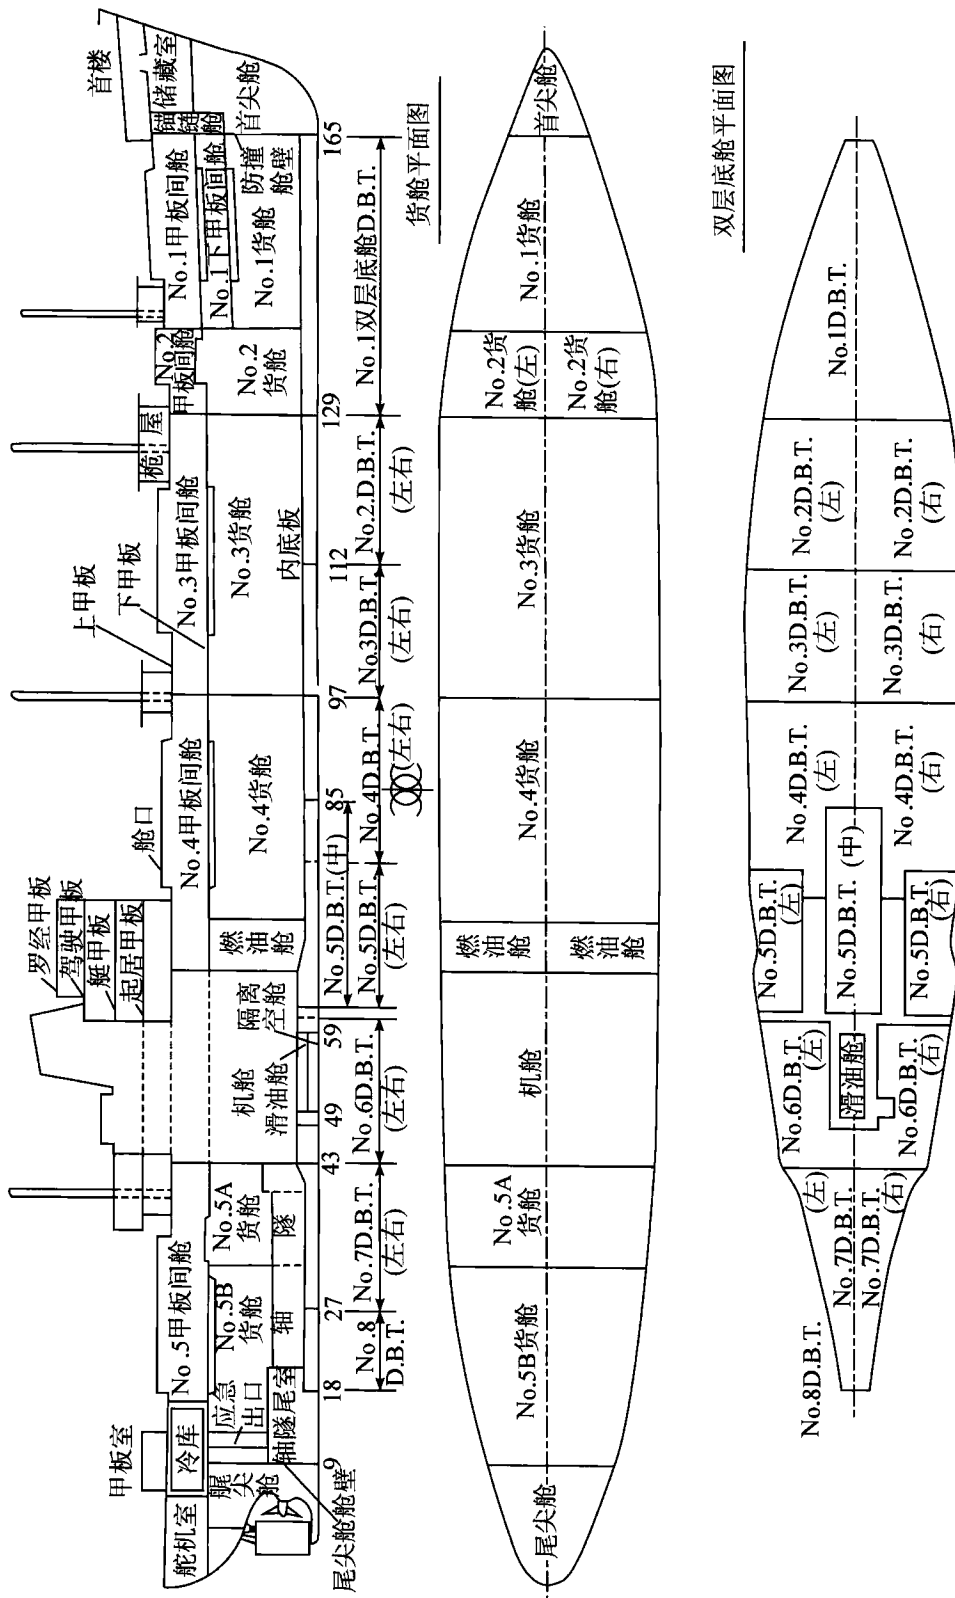 首楼
储藏室
锚链舱
首尖舱
No.1甲板间舱
No.1下甲板间舱
防撞
舱壁
No.1货舱
No.2
甲板间舱
No.2
货舱
桅屋
No.3甲板间舱
No.3货舱
内底板
上甲板
下甲板
舱口
No.4甲板间舱
No.4货舱
罗经甲板
驾驶甲板
艇甲板
起居甲板
燃油
舱
隔离
空舱
机舱
滑油舱
No.5甲板间舱
No.5A
货舱
No.5B
货舱
轴
隧
应急
出口
轴隧尾室
甲板室
冷库
舵机室
艉尖舱
尾尖舱舱壁
9
18
27
43
49
59
85
97
112
129
165
No.8
D.B.T.
No.7D.B.T.
(左右)
No.6D.B.T.
(左右)
No.5D.B.T.(中)
No.5D.B.T.
(左右)
No.4D.B.T.
(左右)
No.3D.B.T
(左右)
No.2.D.B.T.
(左右)
No.1双层底舱D.B.T.
货舱平面图
尾尖舱
No.5B货舱
No.5A
货舱
机舱
燃油
舱
燃油
舱
No.4货舱
No.3货舱
No.2货
舱(左)
No.2货
舱(右)
No.1货舱
首尖舱
双层底舱平面图
No.8D.B.T.
No.7D.B.T.
(左)
No.7D.B.T.
(右)
No.6D.B.T.
(左)
滑油舱
No.6D.B.T.
(右)
No.5D.B.T.
(左)
No.5D.B.T.(中)
No.5D.B.T.
(右)
No.4D.B.T.
(左)
No.4D.B.T.
(右)
No.3D.B.T.
(左)
No.3D.B.T.
(右)
No.2D.B.T.
(左)
No.2D.B.T.
(右)
No.1D.B.T.